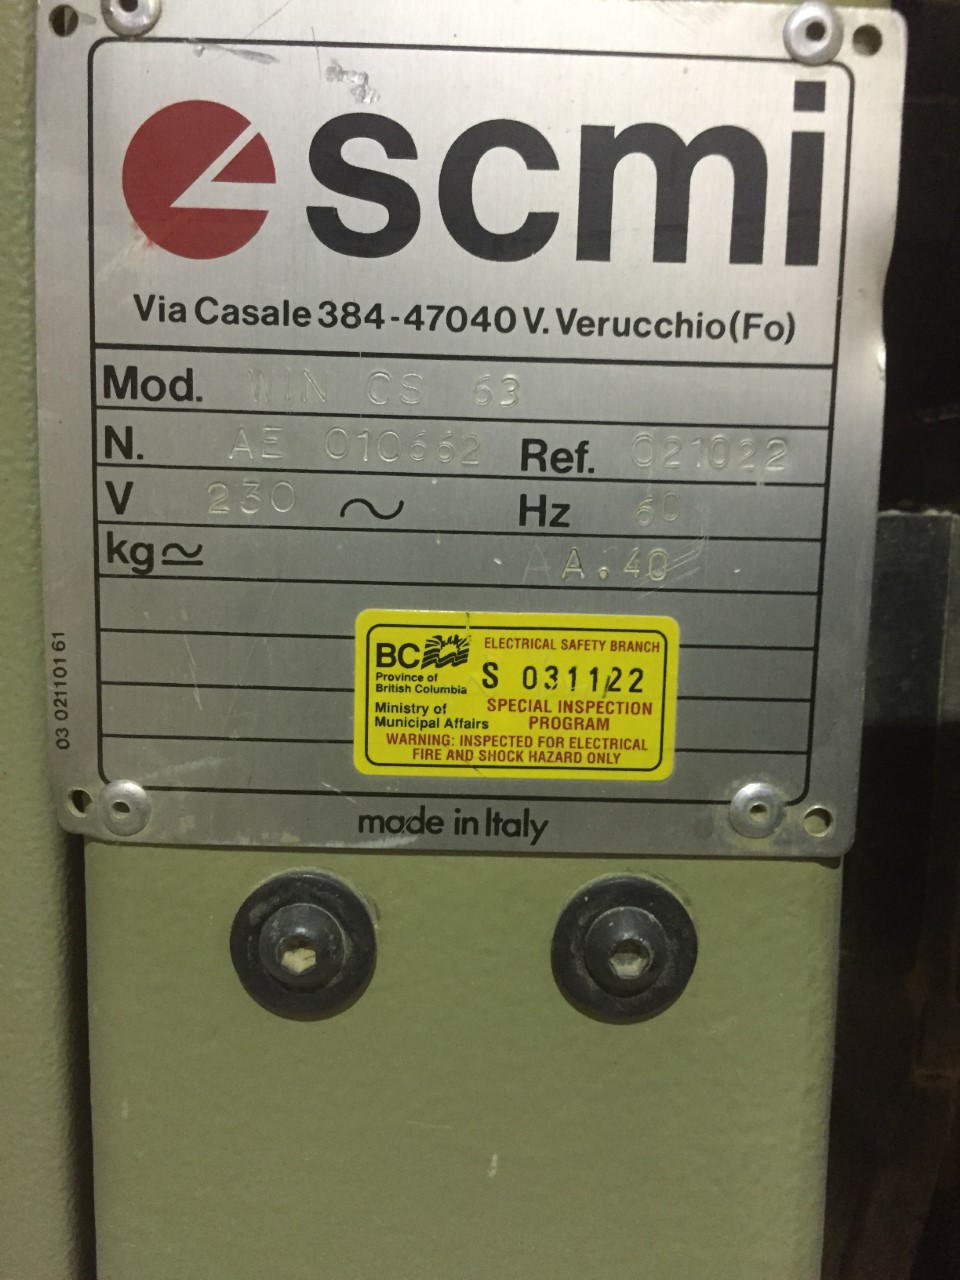 scmi
Via Casale 384-47040 V. Verucchio (Fo)
Mod. WIN CS 63
N. AE 010662 Ref. 021022
V 230 ~ Hz 60
kg ≃ A.40
03 02110161
BC ELECTRICAL SAFETY BRANCH
Province of
British Columbia
S 031122
Ministry of
Municipal Affairs
SPECIAL INSPECTION
PROGRAM
WARNING: INSPECTED FOR ELECTRICAL
FIRE AND SHOCK HAZARD ONLY
made in Italy